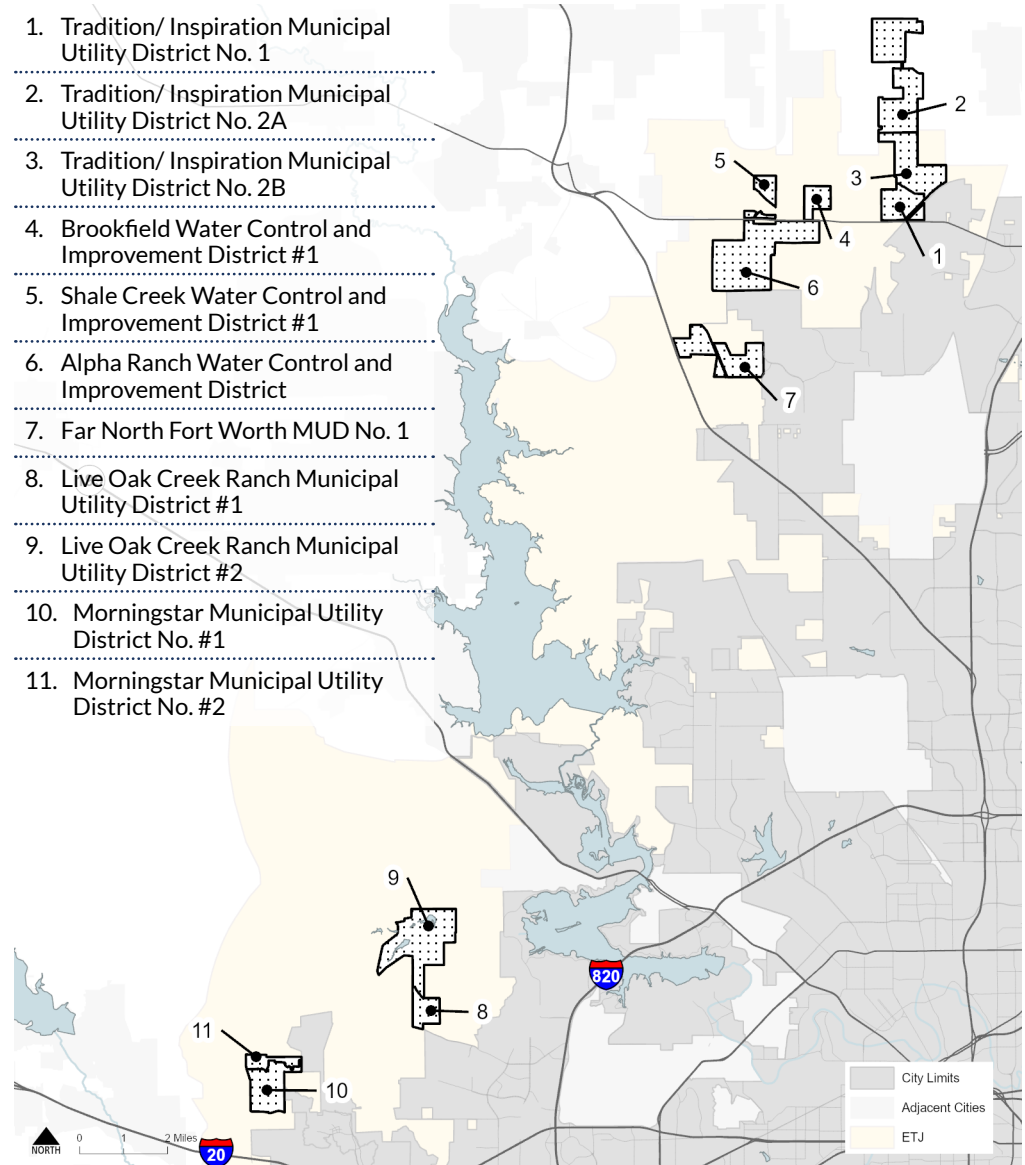 1. Tradition/ Inspiration Municipal
Utility District No. 1
2. Tradition/ Inspiration Municipal
Utility District No. 2A
3. Tradition/ Inspiration Municipal
Utility District No. 2B
4. Brookfield Water Control and
Improvement District #1
5. Shale Creek Water Control and
Improvement District #1
6. Alpha Ranch Water Control and
Improvement District
7. Far North Fort Worth MUD No. 1
8. Live Oak Creek Ranch Municipal
Utility District #1
9. Live Oak Creek Ranch Municipal
Utility District #2
10. Morningstar Municipal Utility
District No. #1
11. Morningstar Municipal Utility
District No. #2
2
5
3
4
1
6
7
9
820
8
11
10
City Limits
Adjacent Cities
ETJ
NORTH
0 1 2 Miles
20